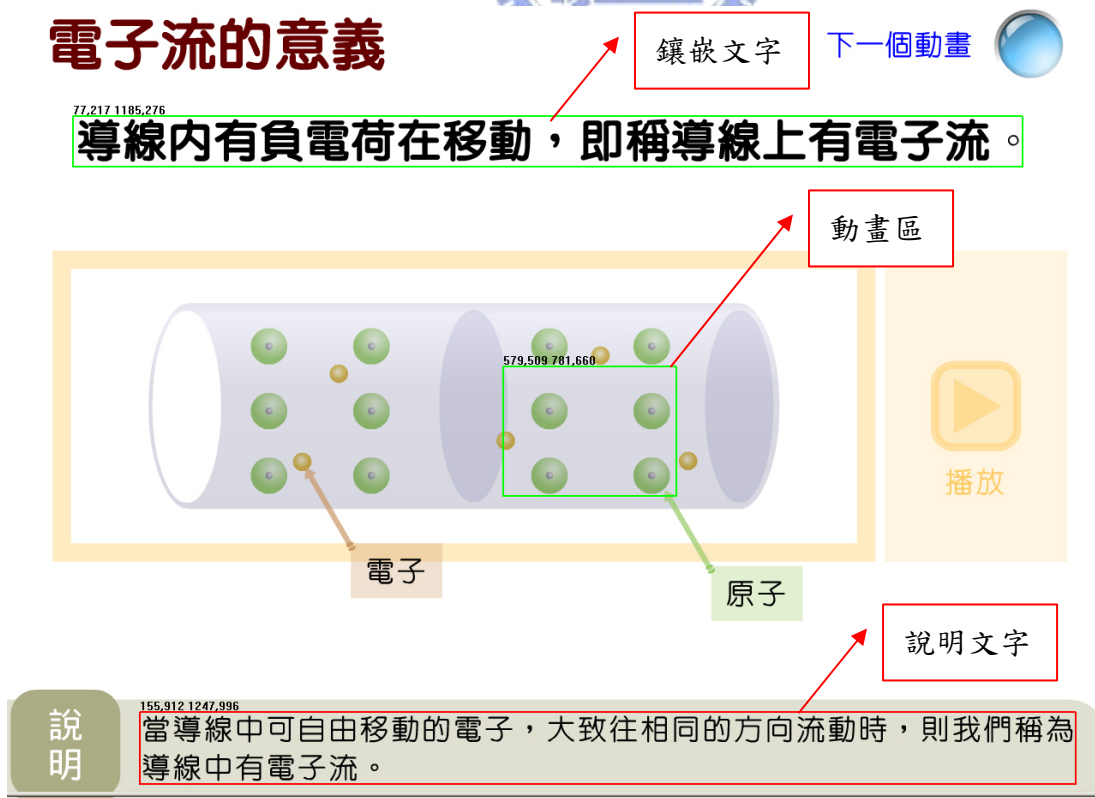 電子流的意義
鑲嵌文字
下一個動畫
77,217 1185,276
導線内有負電荷在移動，即稱導線上有電子流。
動畫區
579,509 781,660
播放
電子
原子
說明文字
說明
155,912 1247,996
當導線中可自由移動的電子，大致往相同的方向流動時，則我們稱為
導線中有電子流。